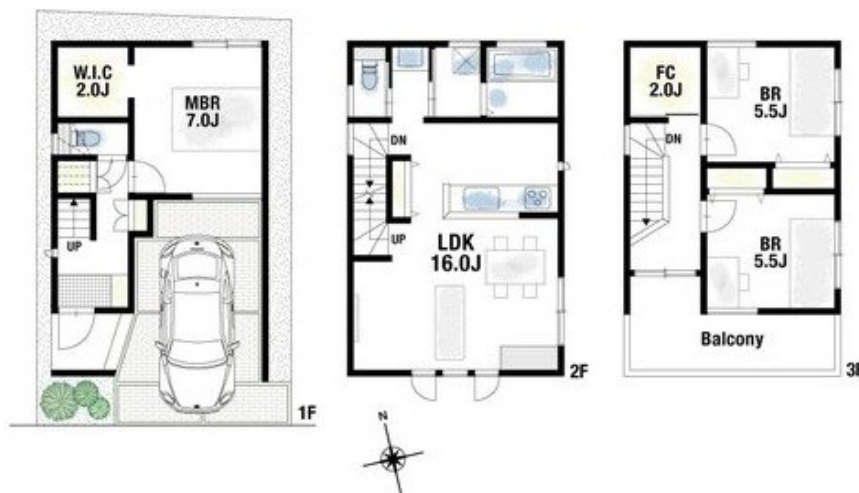 W.I.C
2.0J
MBR
7.0J
UP
1F
DN
UP
LDK
16.0J
2F
FC
2.0J
BR
5.5J
DN
BR
5.5J
Balcony
3F
N